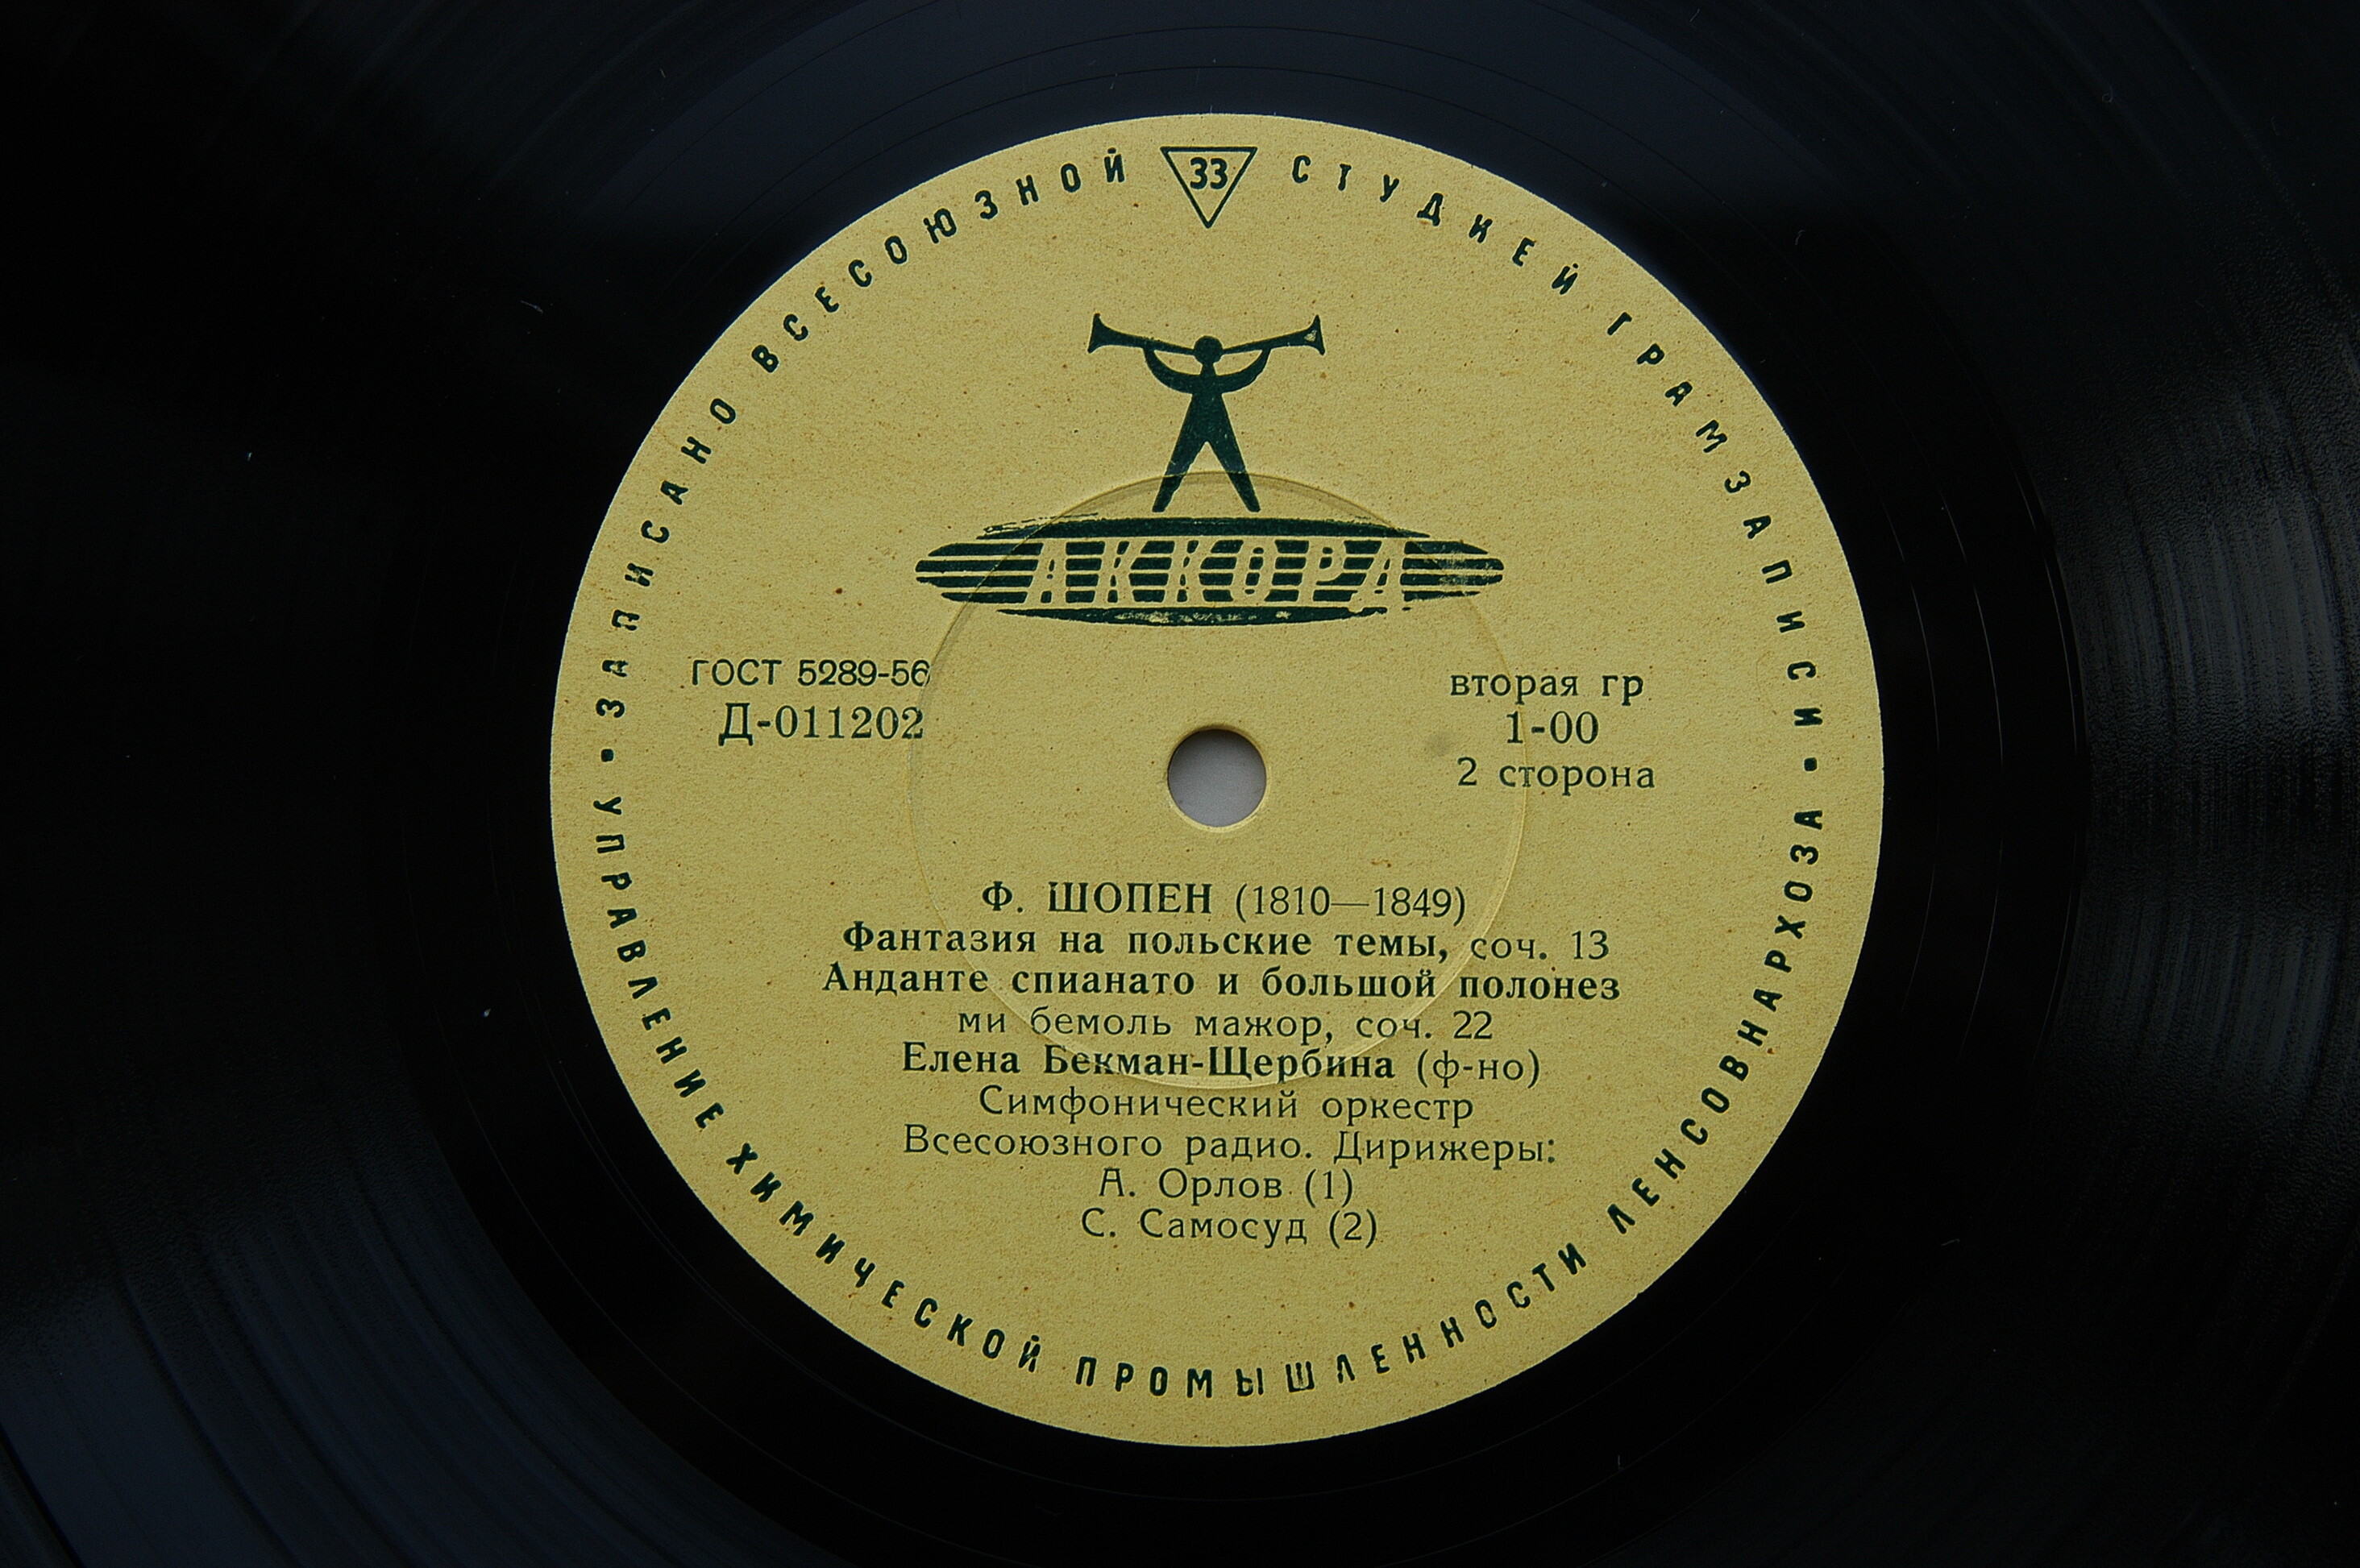 33
ЗАПИСАНО ВСЕСОЮЗНОЙ СТУДИЕЙ ГРАМЗАПИСИ
АККОРД
ГОСТ 5289-56
Д-011202
вторая гр
1-00
2 сторона
Ф. ШОПЕН (1810—1849)
Фантазия на польские темы, соч. 13
Анданте спианато и большой полонез
ми бемоль мажор, соч. 22
Елена Бекман-Щербина (ф-но)
Симфонический оркестр
Всесоюзного радио. Дирижеры:
А. Орлов (1)
С. Самосуд (2)
УПРАВЛЕНИЕ ХИМИЧЕСКОЙ ПРОМЫШЛЕННОСТИ ЛЕНСОВНАРХОЗА